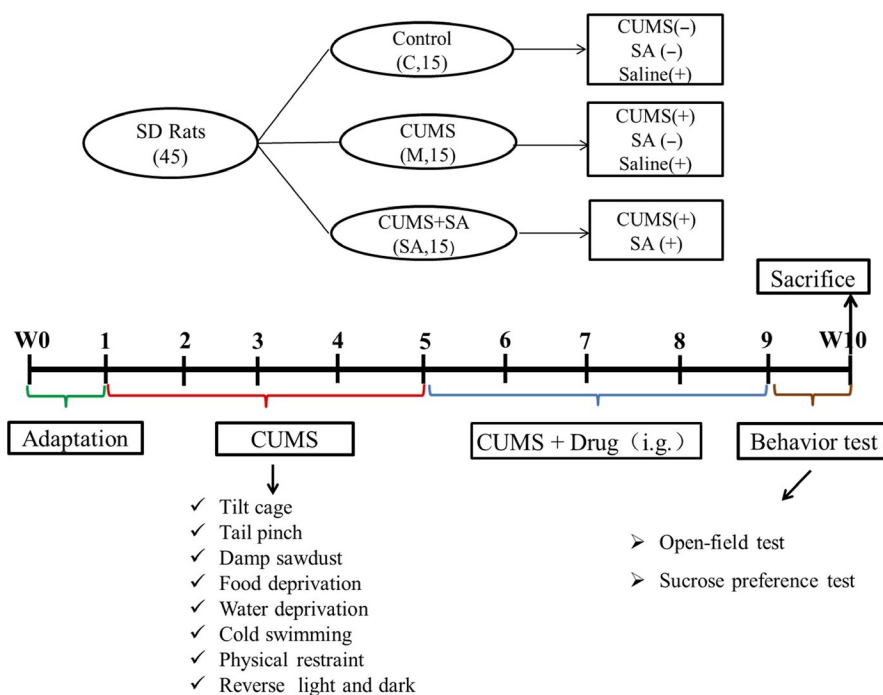 SD Rats
(45)
Control
(C,15)
CUMS
(M,15)
CUMS+SA
(SA,15)
CUMS(−)
SA (−)
Saline(+)
CUMS(+)
SA (−)
Saline(+)
CUMS(+)
SA (+)
Sacrifice
W0 1 2 3 4 5 6 7 8 9 W10
Adaptation
CUMS
CUMS + Drug（i.g.）
Behavior test
✓ Tilt cage
✓ Tail pinch
✓ Damp sawdust
✓ Food deprivation
✓ Water deprivation
✓ Cold swimming
✓ Physical restraint
✓ Reverse light and dark
➢ Open-field test
➢ Sucrose preference test